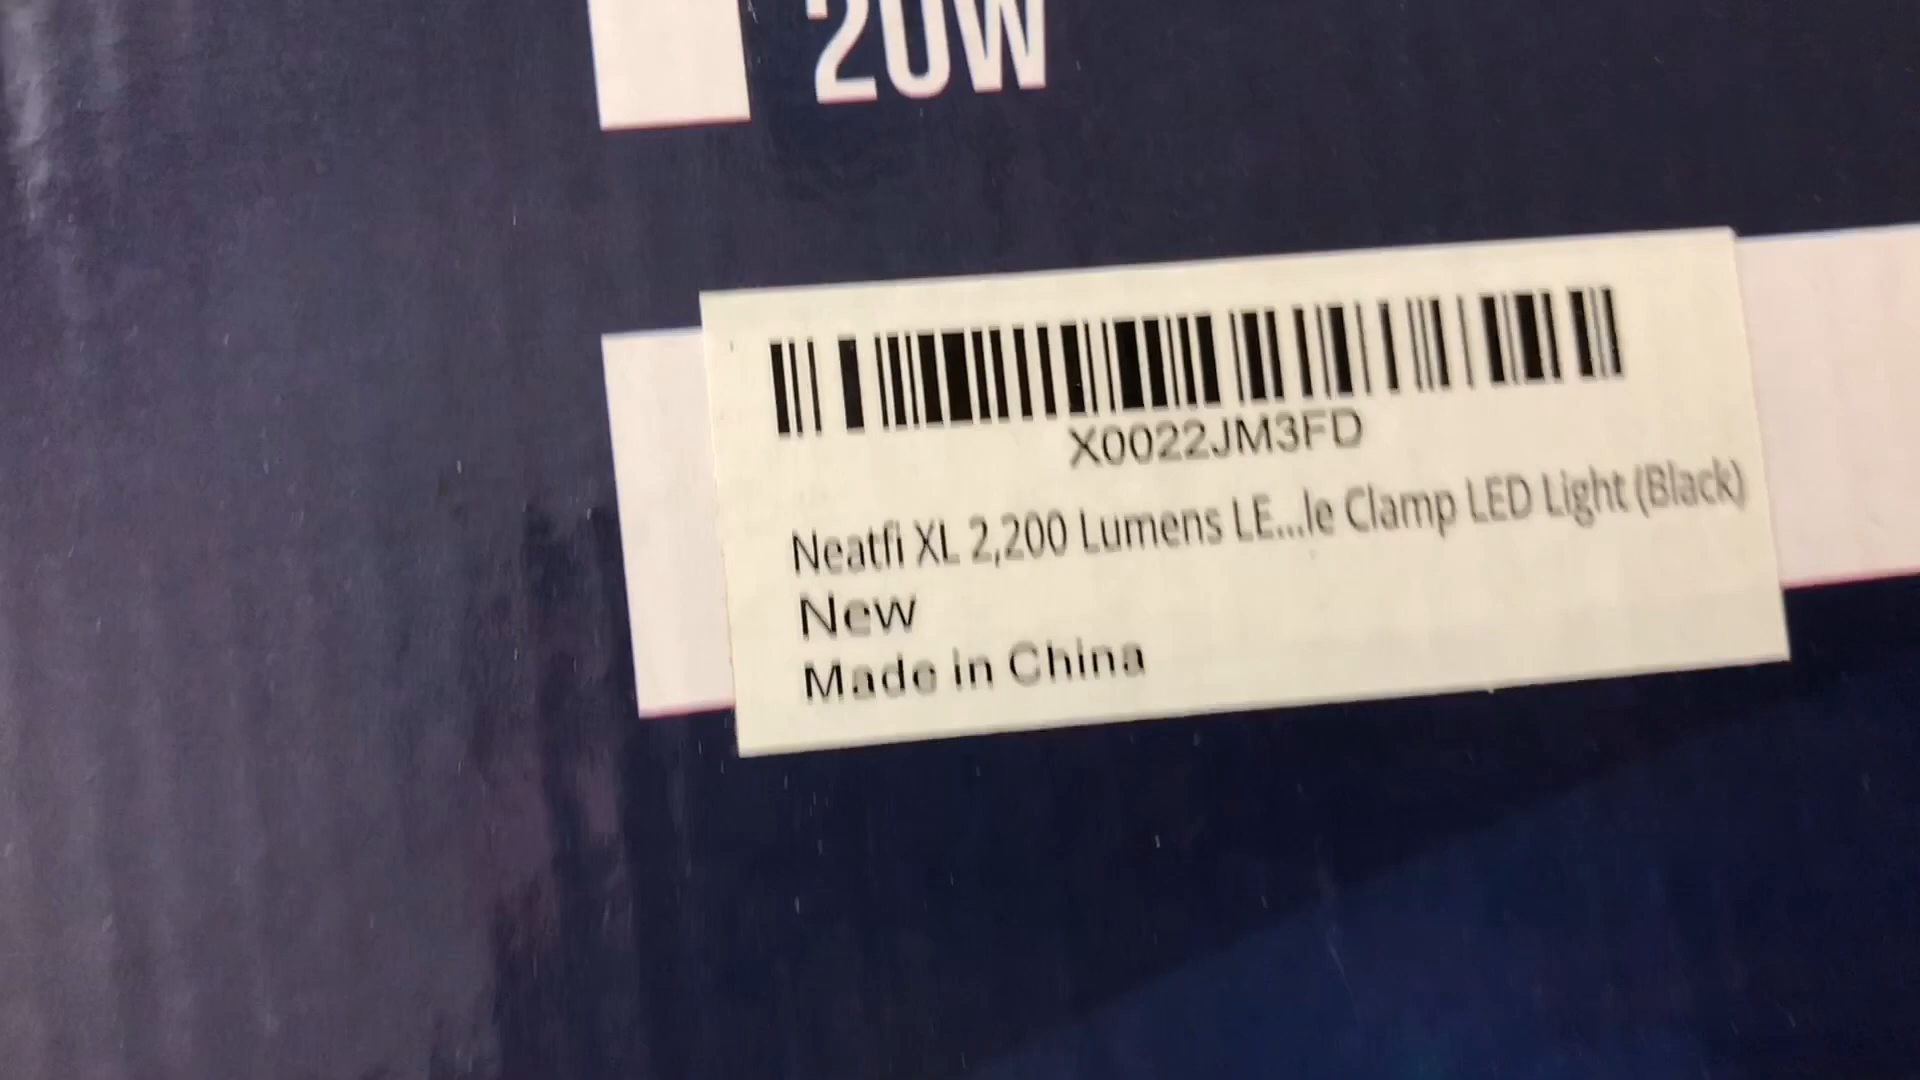 20W
X0022JM3FD
Neatfi XL 2,200 Lumens LE...le Clamp LED Light (Black)
New
Made in China